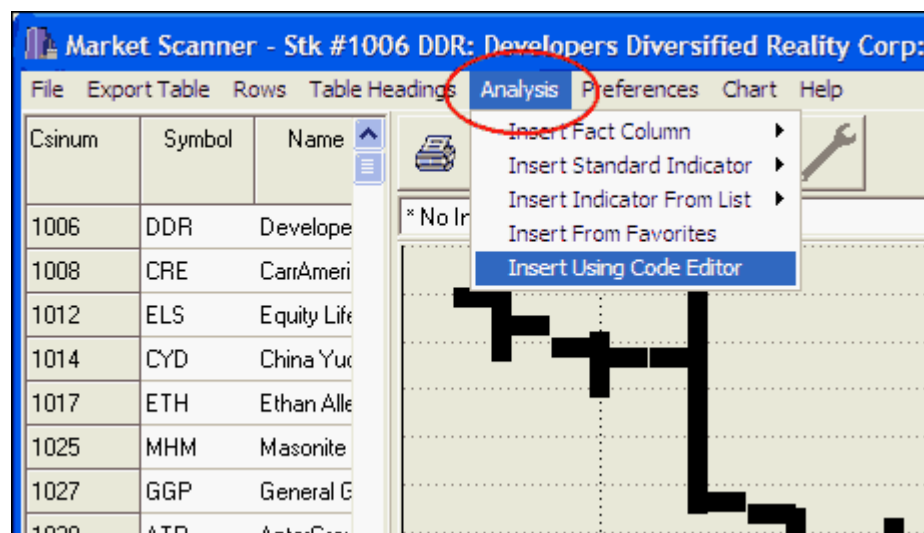 Market Scanner - Stk #1006 DDR: Developers Diversified Reality Corp:
File Export Table Rows Table Headings Analysis Preferences Chart Help
Csinum Symbol Name
Insert Fact Column
Insert Standard Indicator
Insert Indicator From List
Insert From Favorites
Insert Using Code Editor
* No In
1006 DDR Develope
1008 CRE CarrAmeri
1012 ELS Equity Life
1014 CYD China Yuc
1017 ETH Ethan Alle
1025 MHM Masonite
1027 GGP General G